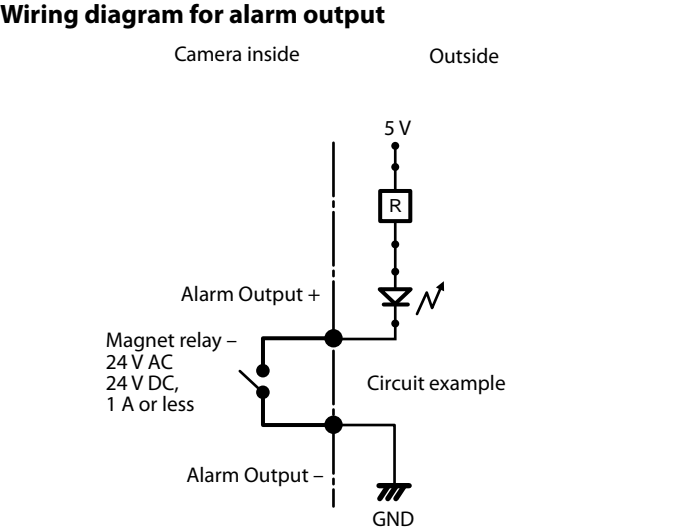 Wiring diagram for alarm output
Camera inside
Outside
5 V
R
Alarm Output +
Magnet relay –
24 V AC
24 V DC,
1 A or less
Circuit example
Alarm Output –
GND